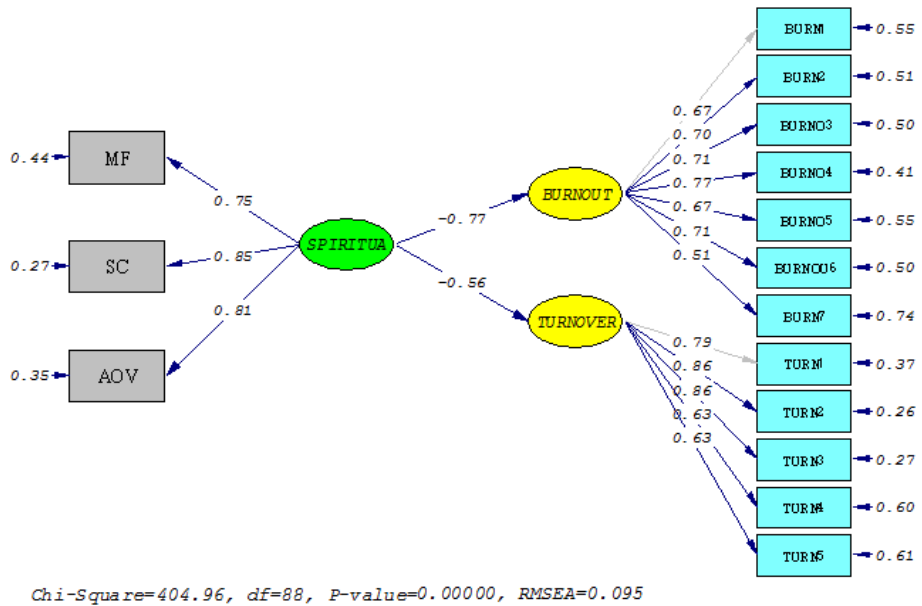 BURN1
0.55
BURN2
0.51
0.67
BURNO3
0.50
0.70
0.44
MF
0.71
BURNO4
0.41
0.77
0.75
BURNOUT
0.67
BURNO5
0.55
-0.77
0.71
0.27
SC
0.85
SPIRITUA
0.51
BURNOU6
0.50
-0.56
0.81
TURNOVER
BURN7
0.74
0.79
0.35
AOV
0.86
TURN1
0.37
0.86
0.63
TURN2
0.26
0.63
TURN3
0.27
TURN4
0.60
TURN5
0.61
Chi-Square=404.96, df=88, P-value=0.00000, RMSEA=0.095